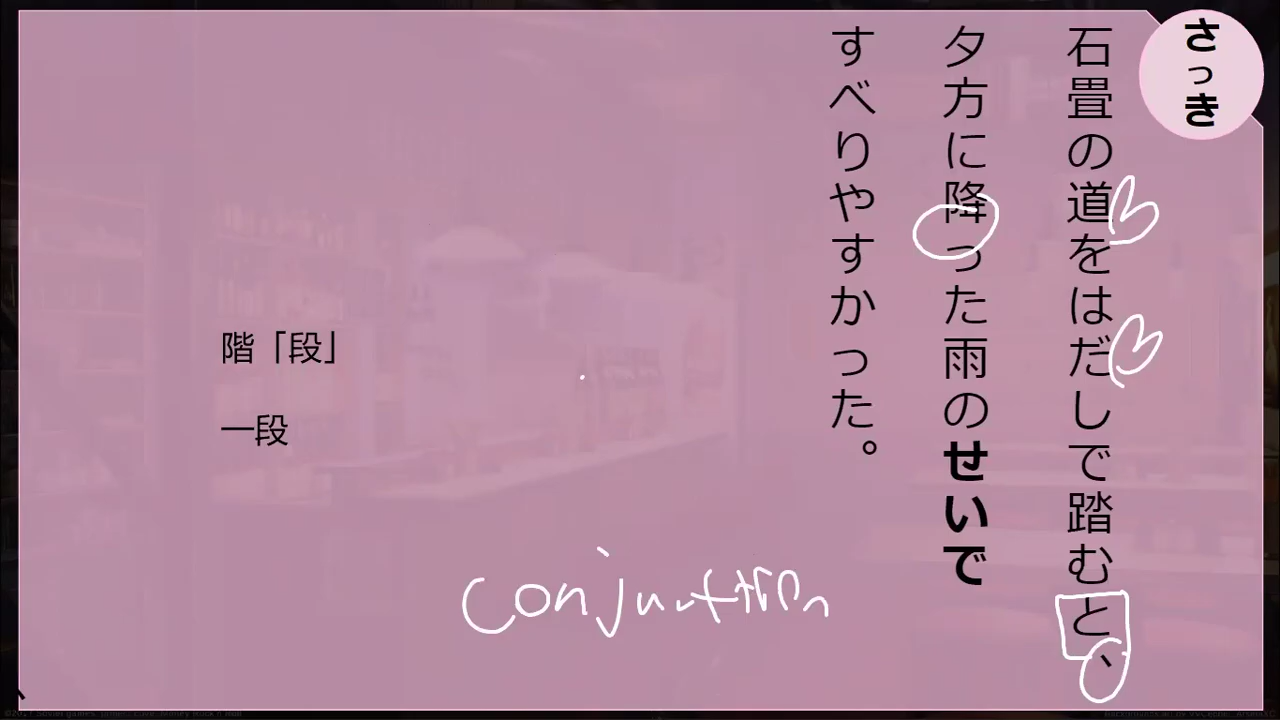 さっき
石畳の道をはだしで踏むと、
夕方に降った雨のせいで
すべりやすかった。
階「段」
一段